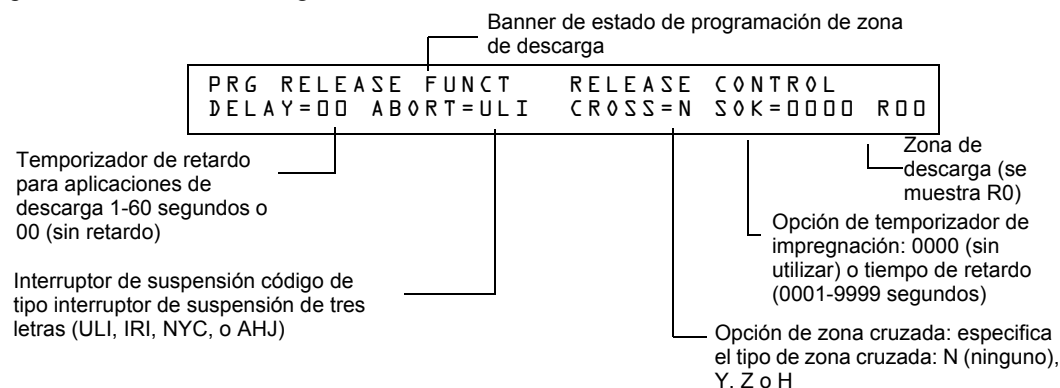 Banner de estado de programación de zona
de descarga
PRG RELEASE FUNCT RELEASE CONTROL
DELAY=00 ABORT=ULI CROSS=N SOK=0000 R00
Temporizador de retardo
para aplicaciones de
descarga 1-60 segundos o
00 (sin retardo)
Zona de
descarga (se
muestra R0)
Opción de temporizador de
impregnación: 0000 (sin
utilizar) o tiempo de retardo
(0001-9999 segundos)
Interruptor de suspensión código de
tipo interruptor de suspensión de tres
letras (ULI, IRI, NYC, o AHJ)
Opción de zona cruzada: especifica
el tipo de zona cruzada: N (ninguno),
Y, Z o H